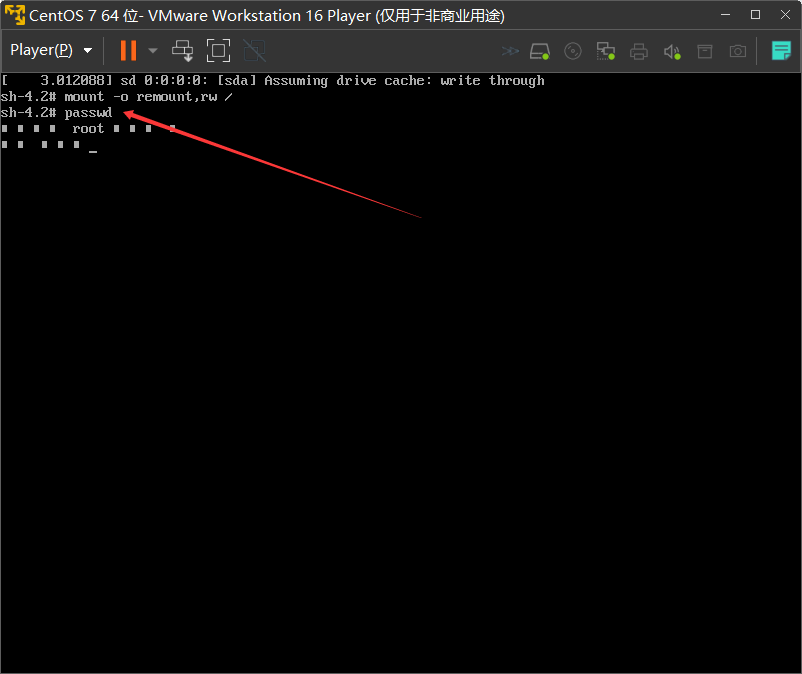 CentOS 7 64 位- VMware Workstation 16 Player (仅用于非商业用途)
Player(P)
[    3.012088] sd 0:0:0:0: [sda] Assuming drive cache: write through
sh-4.2# mount -o remount,rw /
sh-4.2# passwd
root